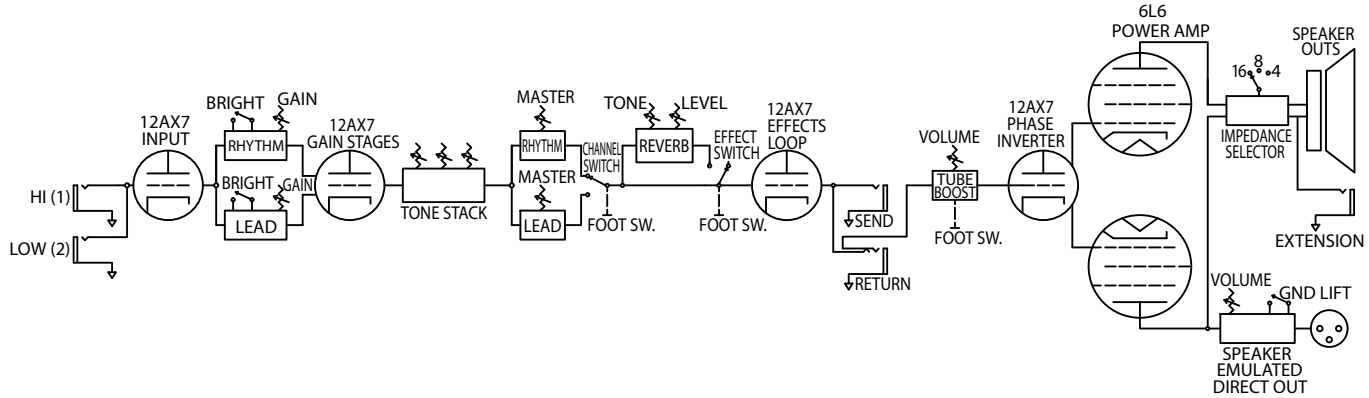 HI (1)
LOW (2)
12AX7
INPUT
BRIGHT
GAIN
RHYTHM
BRIGHT
GAIN
LEAD
12AX7
GAIN STAGES
TONE STACK
MASTER
RHYTHM
MASTER
LEAD
CHANNEL
SWITCH
FOOT SW.
TONE
LEVEL
REVERB
EFFECT
SWITCH
FOOT SW.
12AX7
EFFECTS
LOOP
SEND
RETURN
VOLUME
TUBE
BOOST
FOOT SW.
12AX7
PHASE
INVERTER
6L6
POWER AMP
16
8
4
IMPEDANCE
SELECTOR
SPEAKER
OUTS
EXTENSION
VOLUME
GND LIFT
SPEAKER
EMULATED
DIRECT OUT